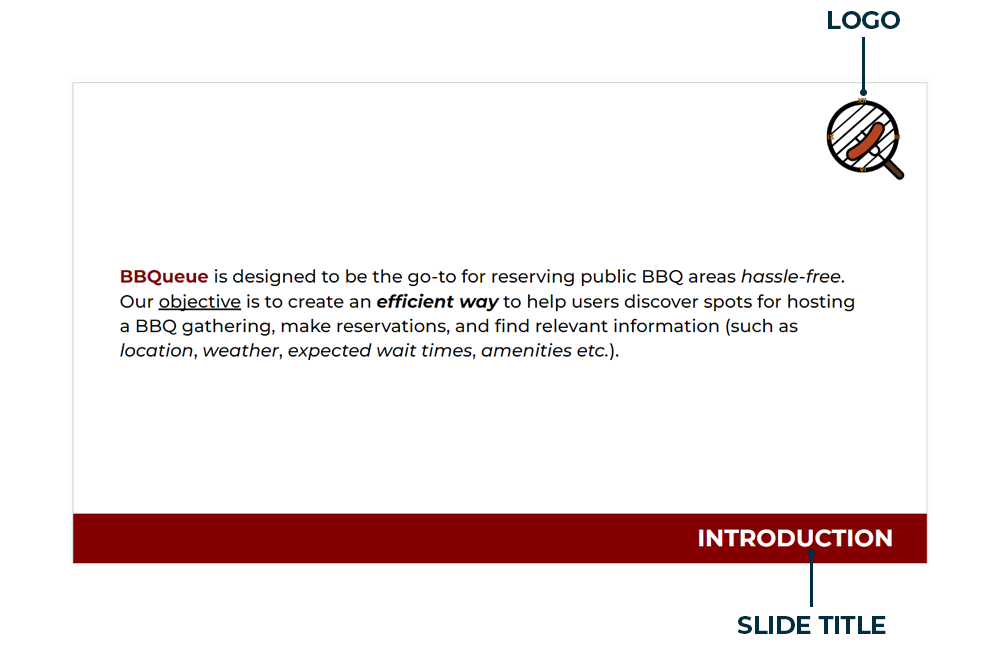 LOGO
BBQueue is designed to be the go-to for reserving public BBQ areas hassle-free.
Our objective is to create an efficient way to help users discover spots for hosting
a BBQ gathering, make reservations, and find relevant information (such as
location, weather, expected wait times, amenities etc.).
INTRODUCTION
SLIDE TITLE